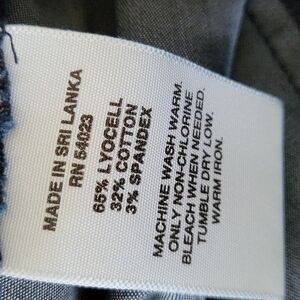 MADE IN SRI LANKA
RN 54023
65% LYOCELL
32% COTTON
3% SPANDEX
MACHINE WASH WARM.
ONLY NON-CHLORINE
BLEACH WHEN NEEDED.
TUMBLE DRY LOW.
WARM IRON.